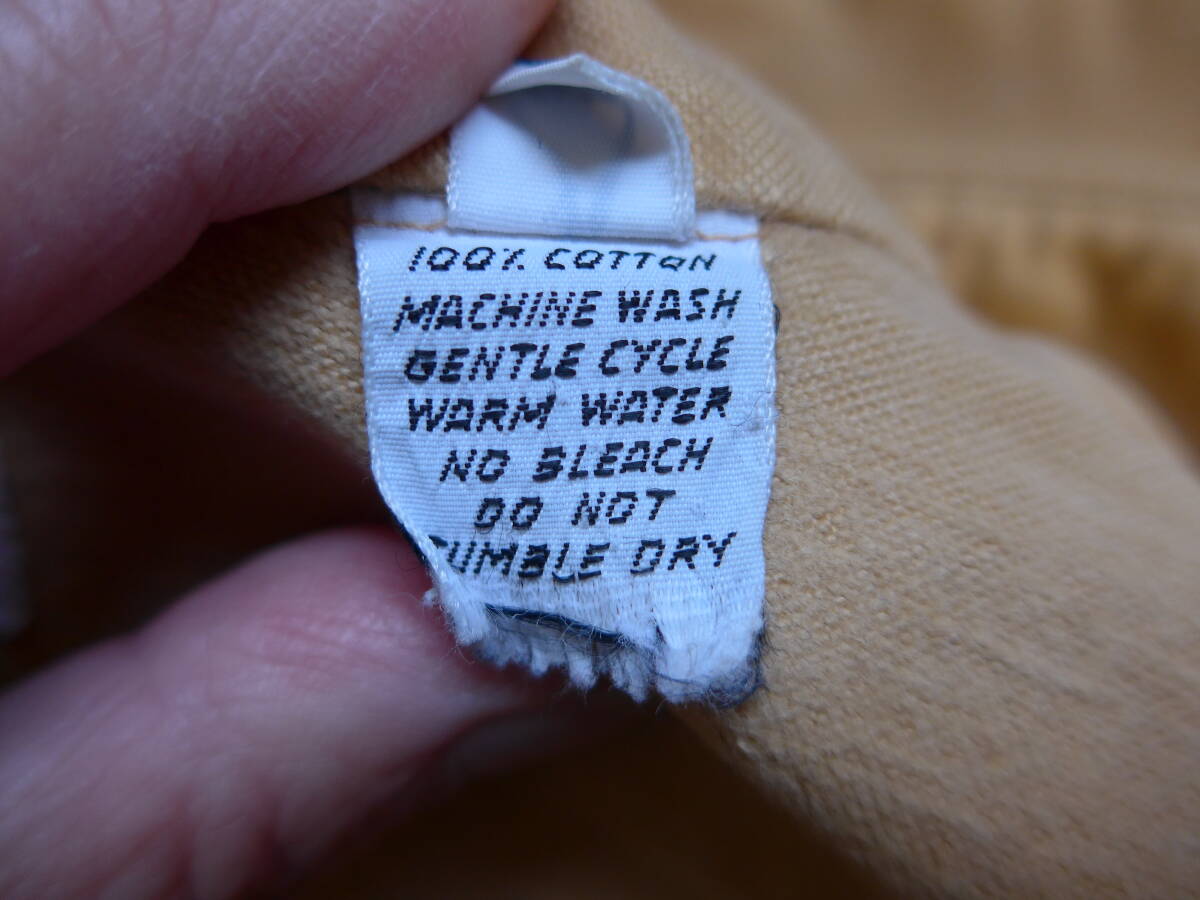 100% COTTON
MACHINE WASH
GENTLE CYCLE
WARM WATER
NO BLEACH
DO NOT
TUMBLE DRY